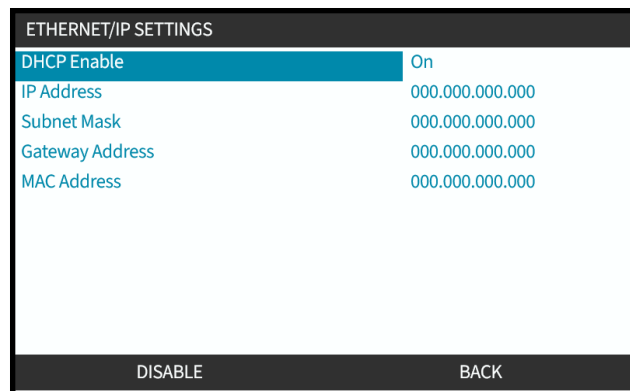 ETHERNET/IP SETTINGS
DHCP Enable On
IP Address 000.000.000.000
Subnet Mask 000.000.000.000
Gateway Address 000.000.000.000
MAC Address 000.000.000.000
DISABLE BACK